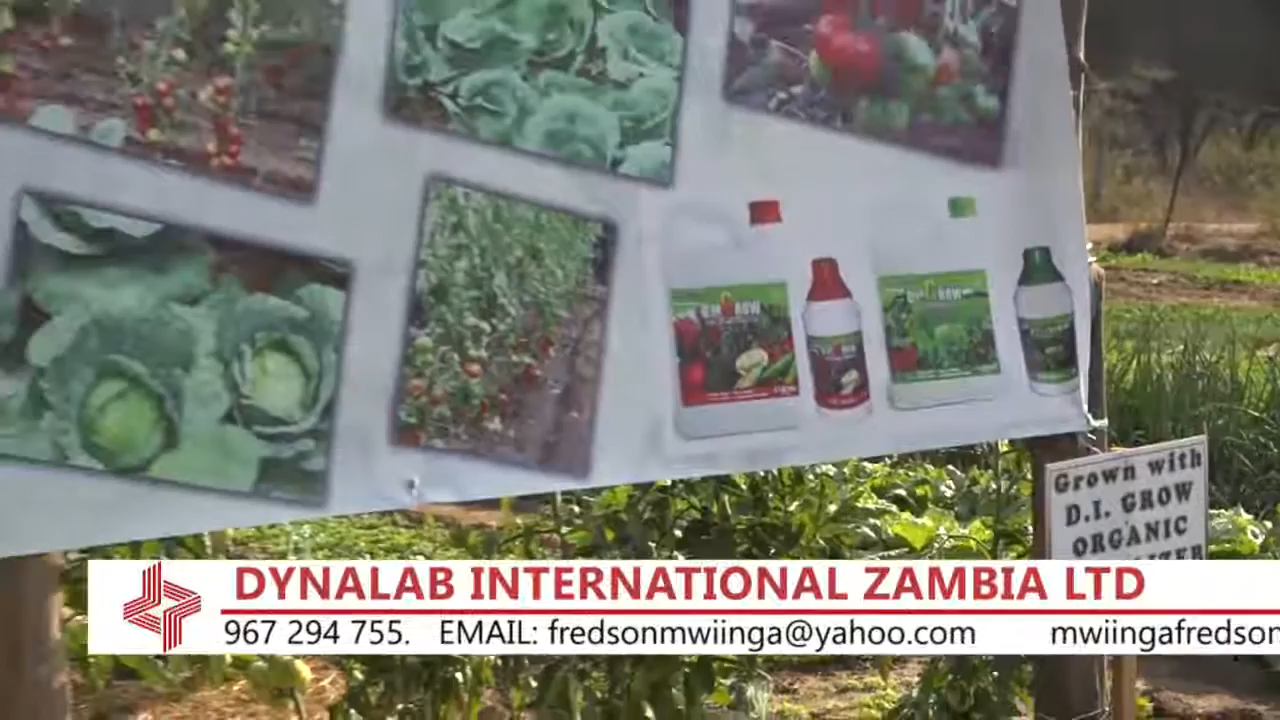 Grown with
D.I. GROW
ORGANIC
DYNALAB INTERNATIONAL ZAMBIA LTD
967 294 755. EMAIL: fredsonmwiinga@yahoo.com mwiingafredson